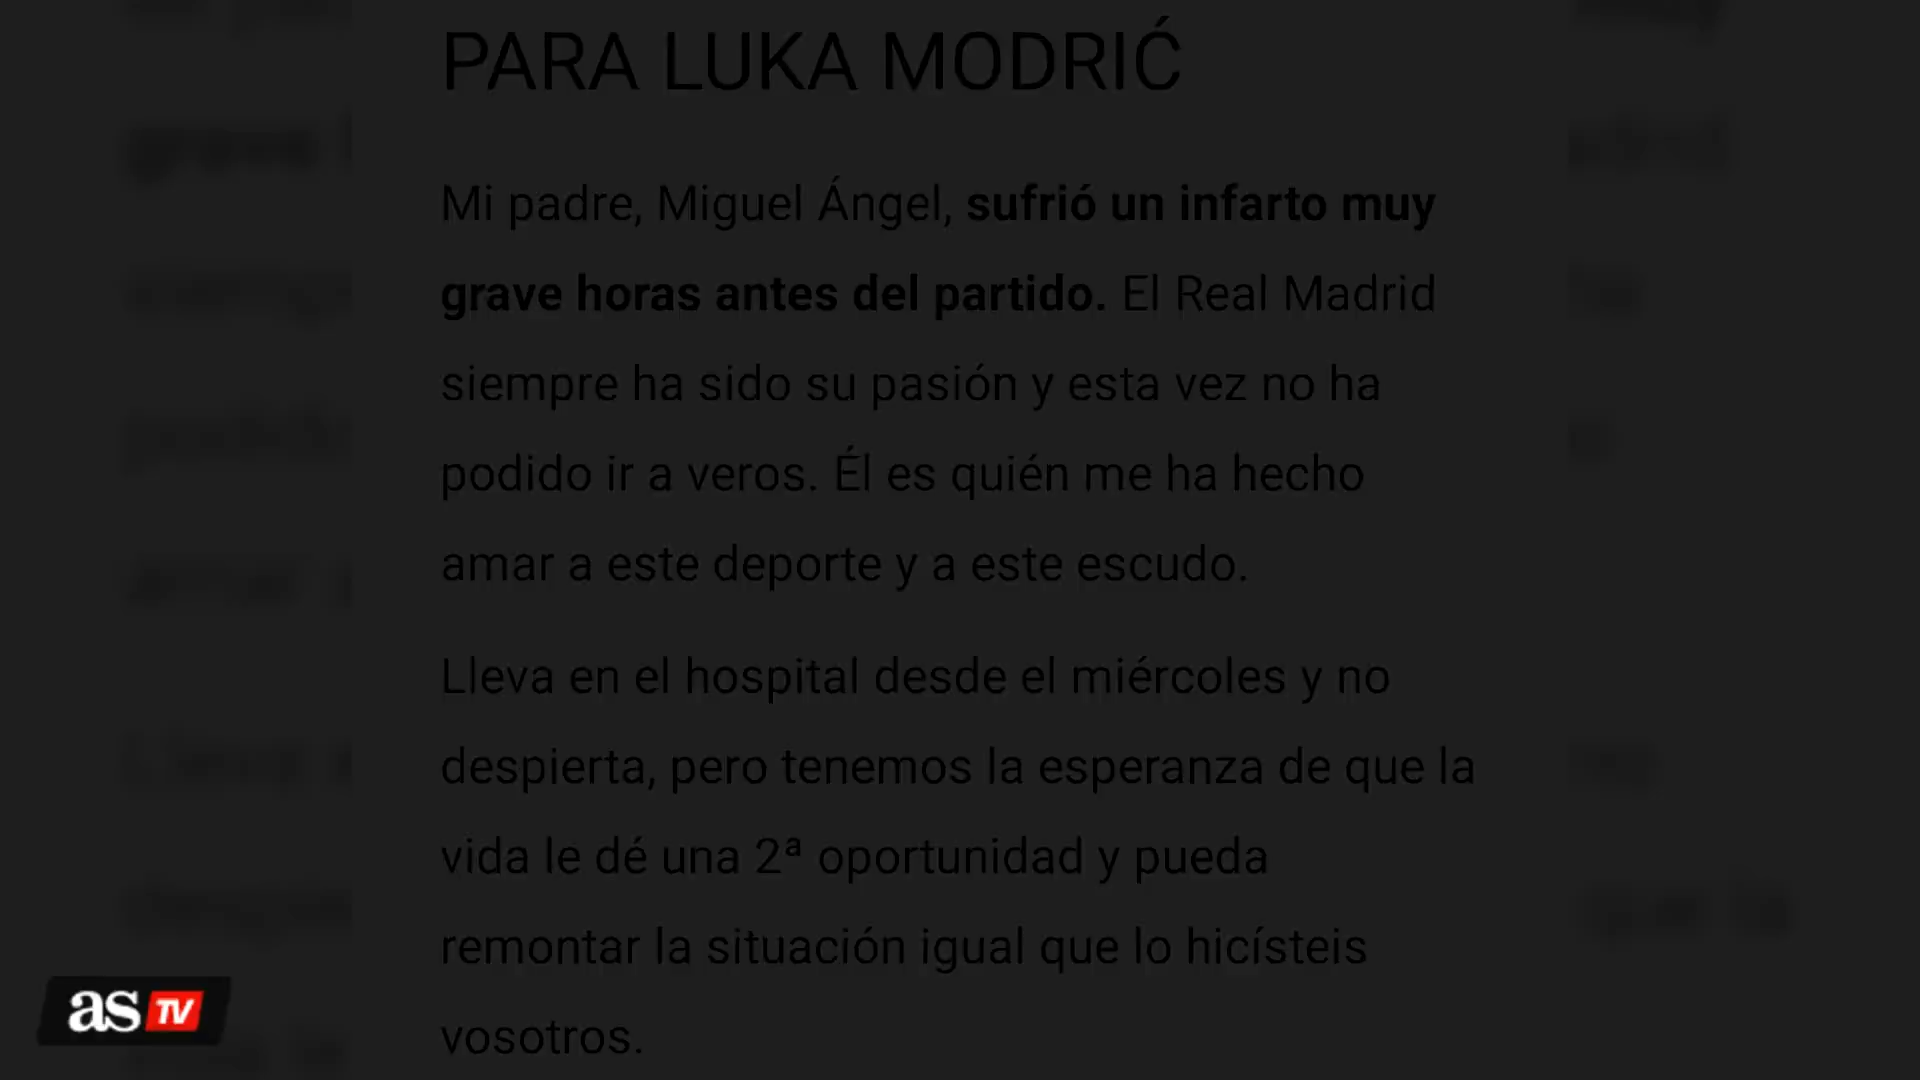 PARA LUKA MODRIĆ
Mi padre, Miguel Ángel, sufrió un infarto muy
grave horas antes del partido. El Real Madrid
siempre ha sido su pasión y esta vez no ha
podido ir a veros. Él es quién me ha hecho
amar a este deporte y a este escudo.
Lleva en el hospital desde el miércoles y no
despierta, pero tenemos la esperanza de que la
vida le dé una 2ª oportunidad y pueda
remontar la situación igual que lo hicísteis
vosotros.
as TV